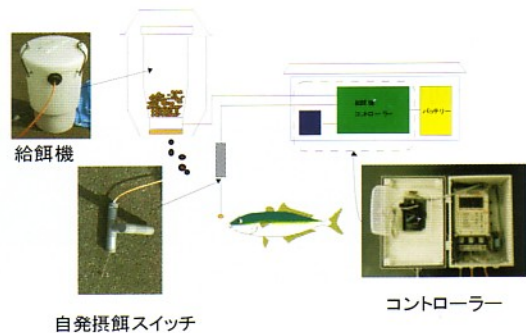 給餌機
コントローラー
バッテリー
自発摂餌スイッチ
コントローラー